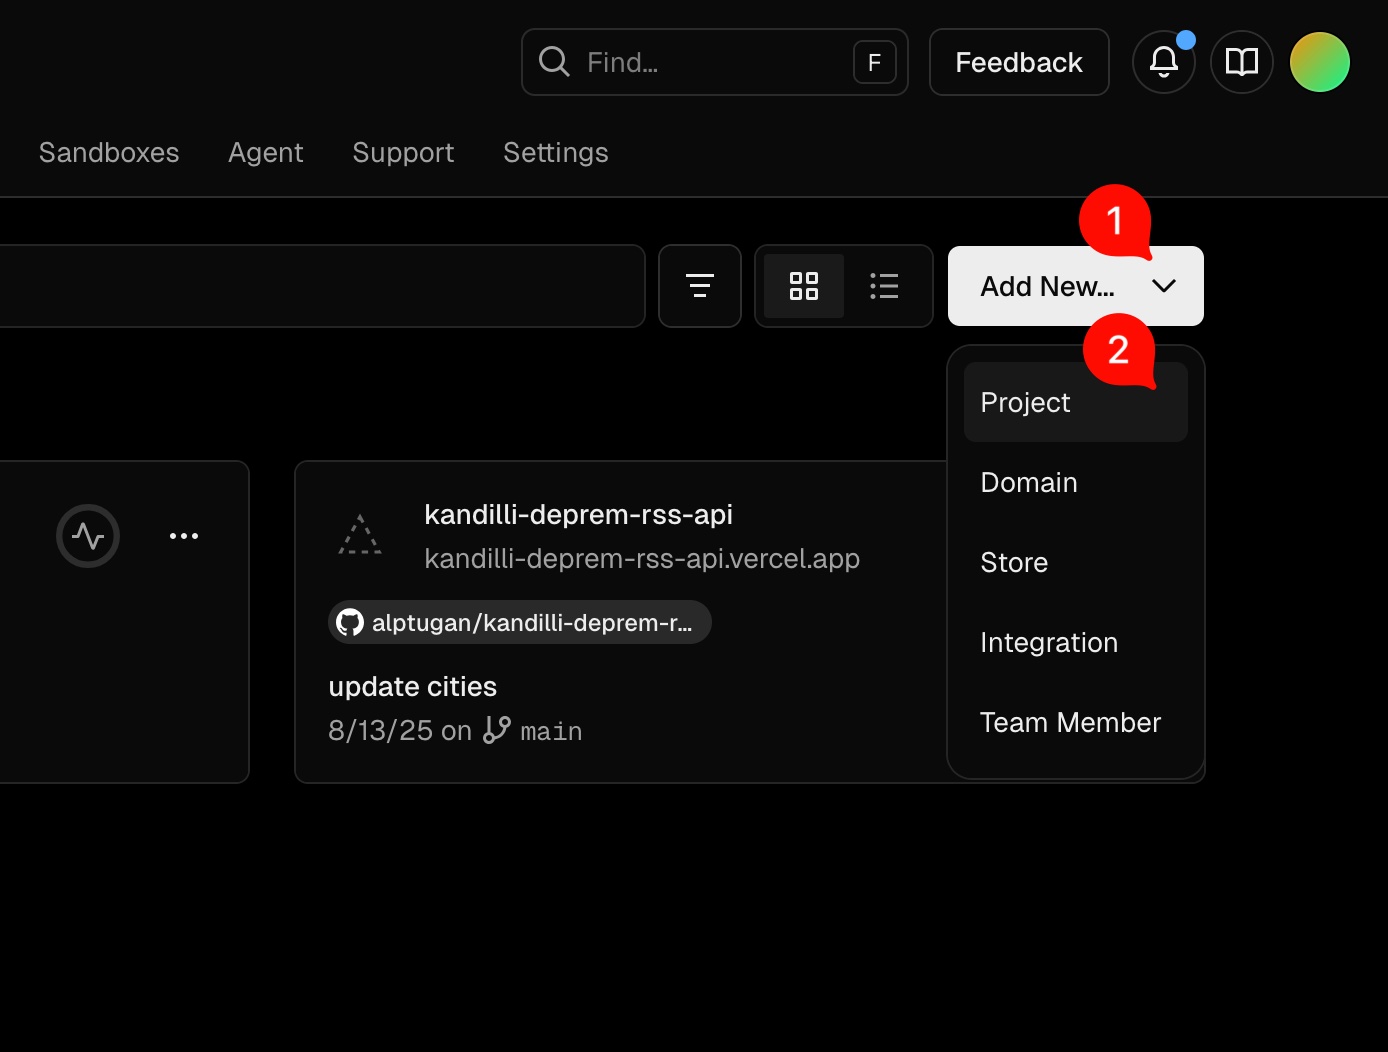 Find...
F
Feedback
Sandboxes
Agent
Support
Settings
1
Add New...
2
Project
Domain
Store
Integration
Team Member
kandilli-deprem-rss-api
kandilli-deprem-rss-api.vercel.app
alptugan/kandilli-deprem-r...
update cities
8/13/25 on main